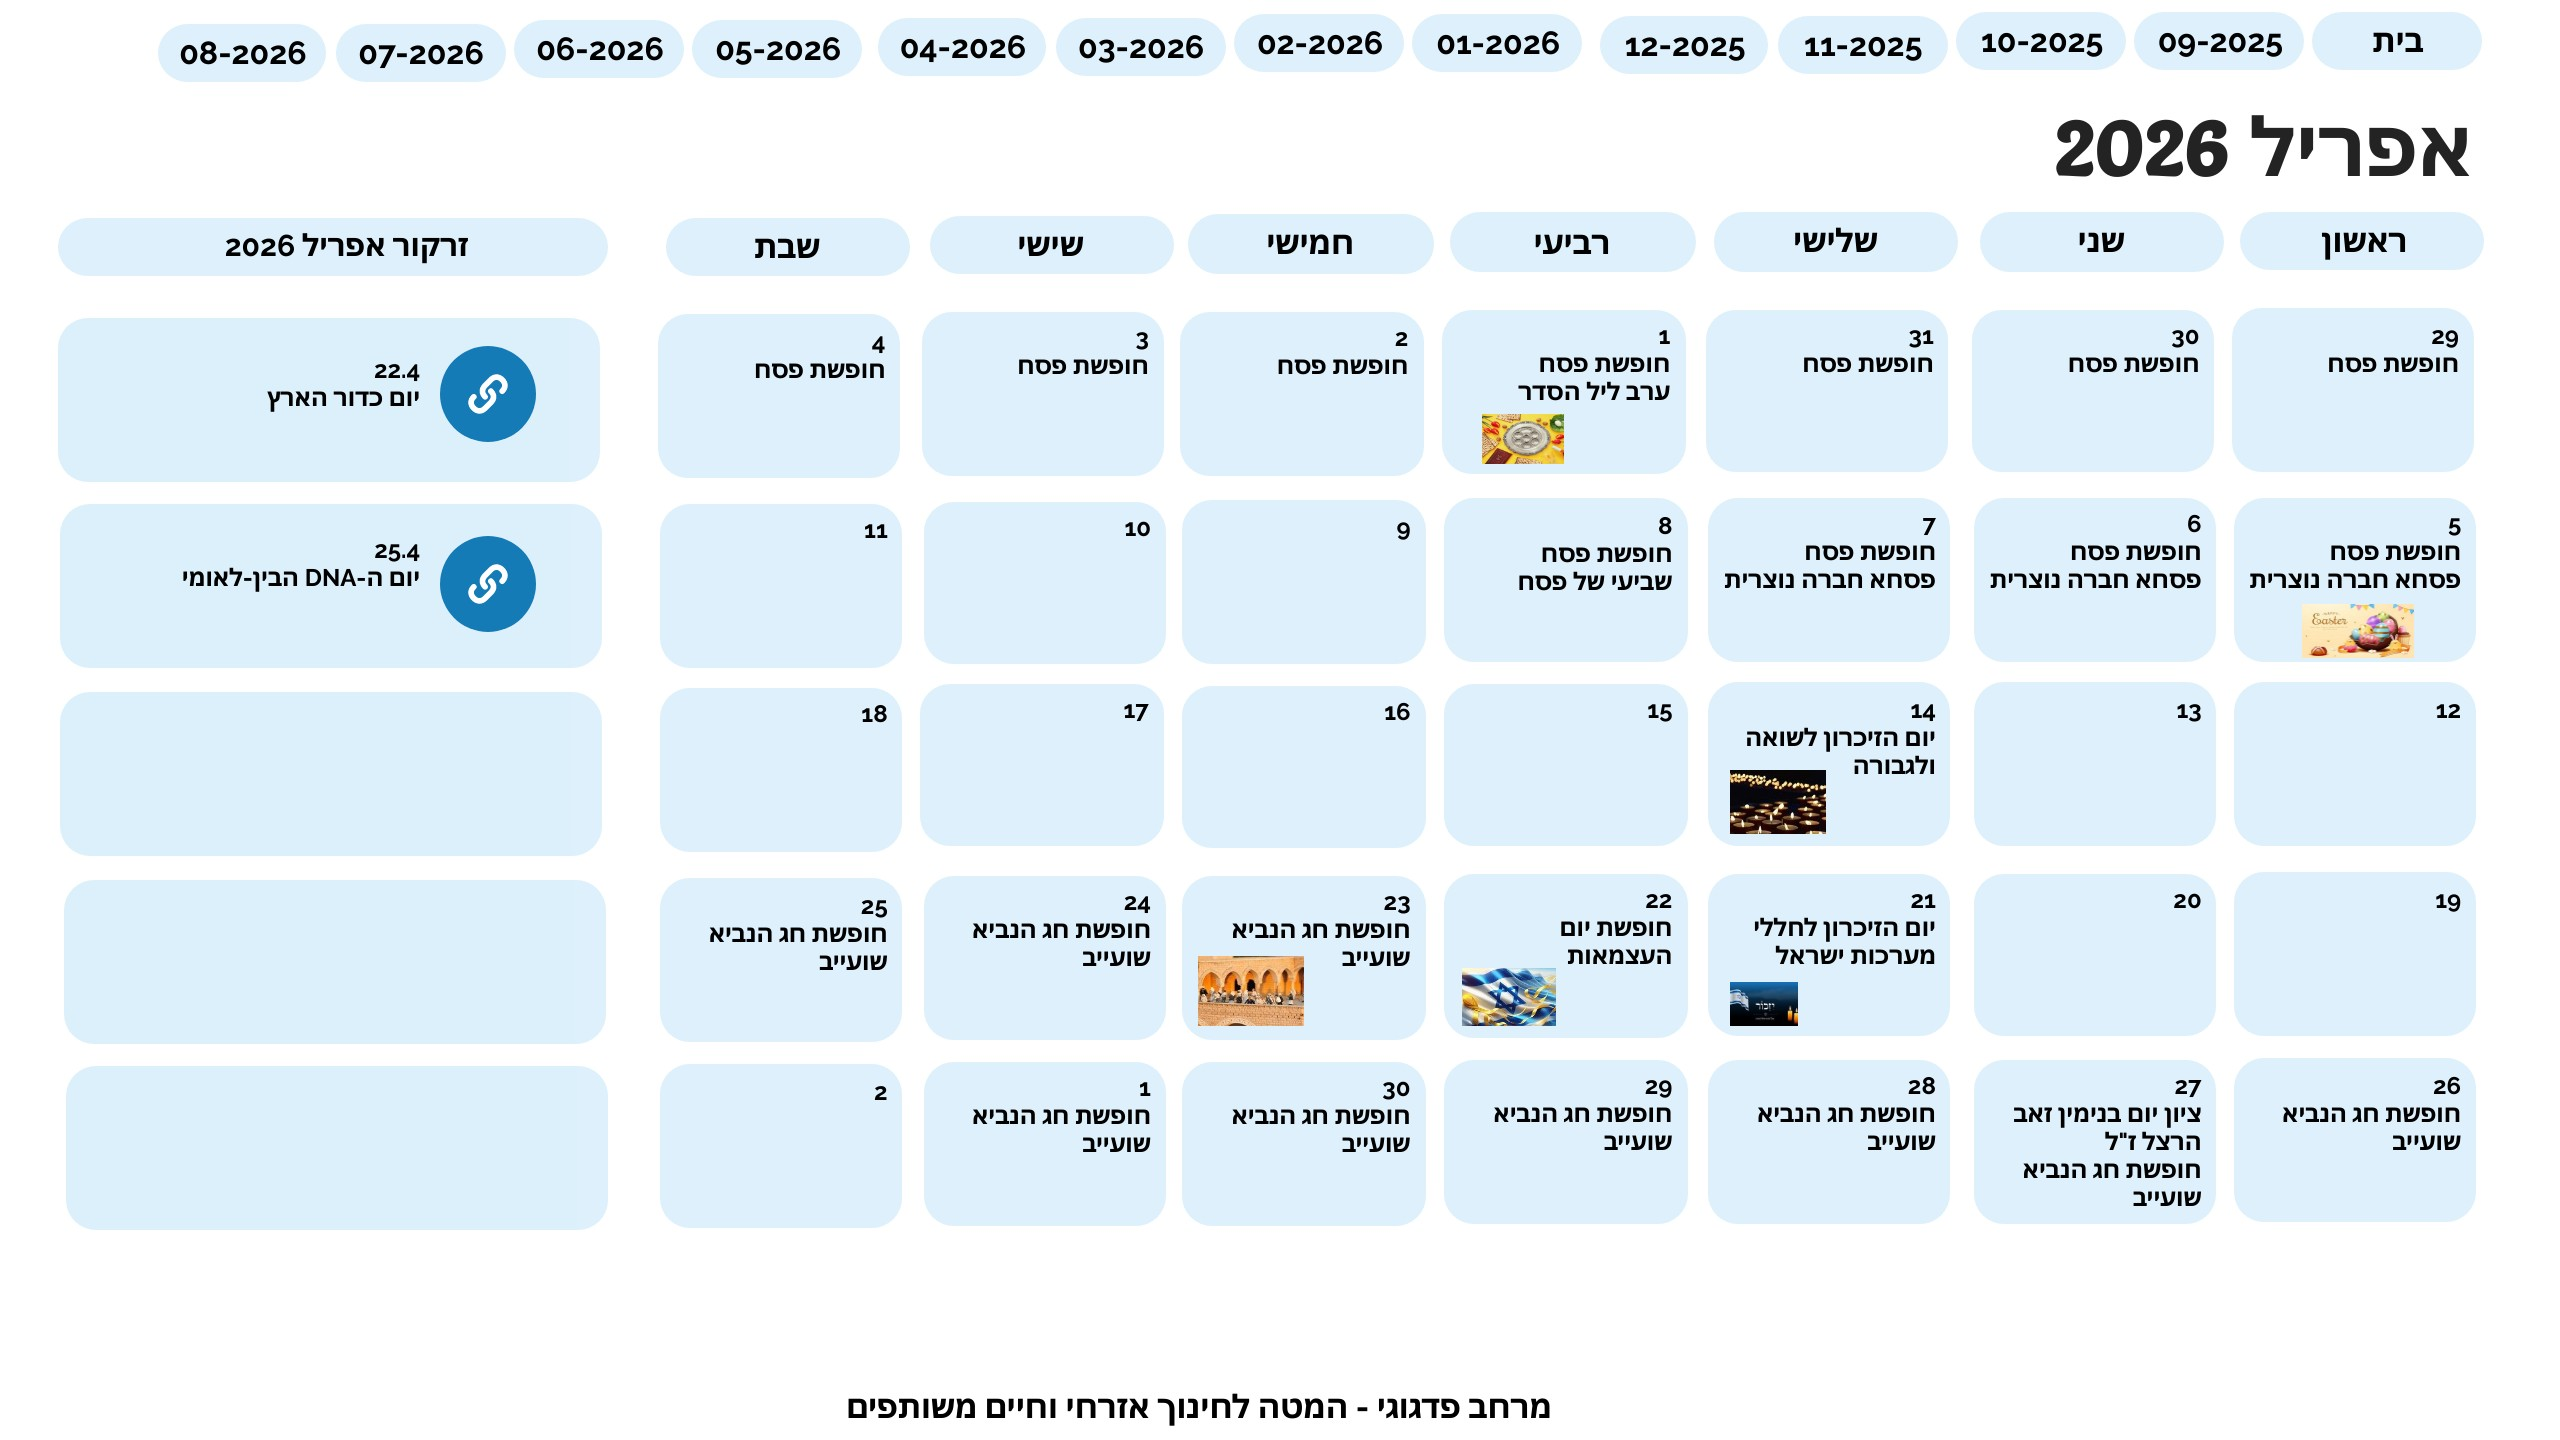 בית
09-2025
10-2025
11-2025
12-2025
01-2026
02-2026
03-2026
04-2026
05-2026
06-2026
07-2026
08-2026
אפריל 2026
ראשון
שני
שלישי
רביעי
חמישי
שישי
שבת
זרקור אפריל 2026
29
חופשת פסח
30
חופשת פסח
31
חופשת פסח
1
חופשת פסח
ערב ליל הסדר
2
חופשת פסח
3
חופשת פסח
4
חופשת פסח
22.4
יום כדור הארץ
5
חופשת פסח
פסחא חברה נוצרית
Easter
6
חופשת פסח
פסחא חברה נוצרית
7
חופשת פסח
פסחא חברה נוצרית
8
חופשת פסח
שביעי של פסח
9
10
11
25.4
יום ה-DNA הבין-לאומי
12
13
14
יום הזיכרון לשואה
ולגבורה
15
16
17
18
19
20
21
יום הזיכרון לחללי
מערכות ישראל
יזכור
22
חופשת יום
העצמאות
23
חופשת חג הנביא
שועייב
24
חופשת חג הנביא
שועייב
25
חופשת חג הנביא
שועייב
26
חופשת חג הנביא
שועייב
27
ציון יום בנימין זאב
הרצל ז"ל
חופשת חג הנביא
שועייב
28
חופשת חג הנביא
שועייב
29
חופשת חג הנביא
שועייב
30
חופשת חג הנביא
שועייב
1
חופשת חג הנביא
שועייב
2
מרחב פדגוגי - המטה לחינוך אזרחי וחיים משותפים